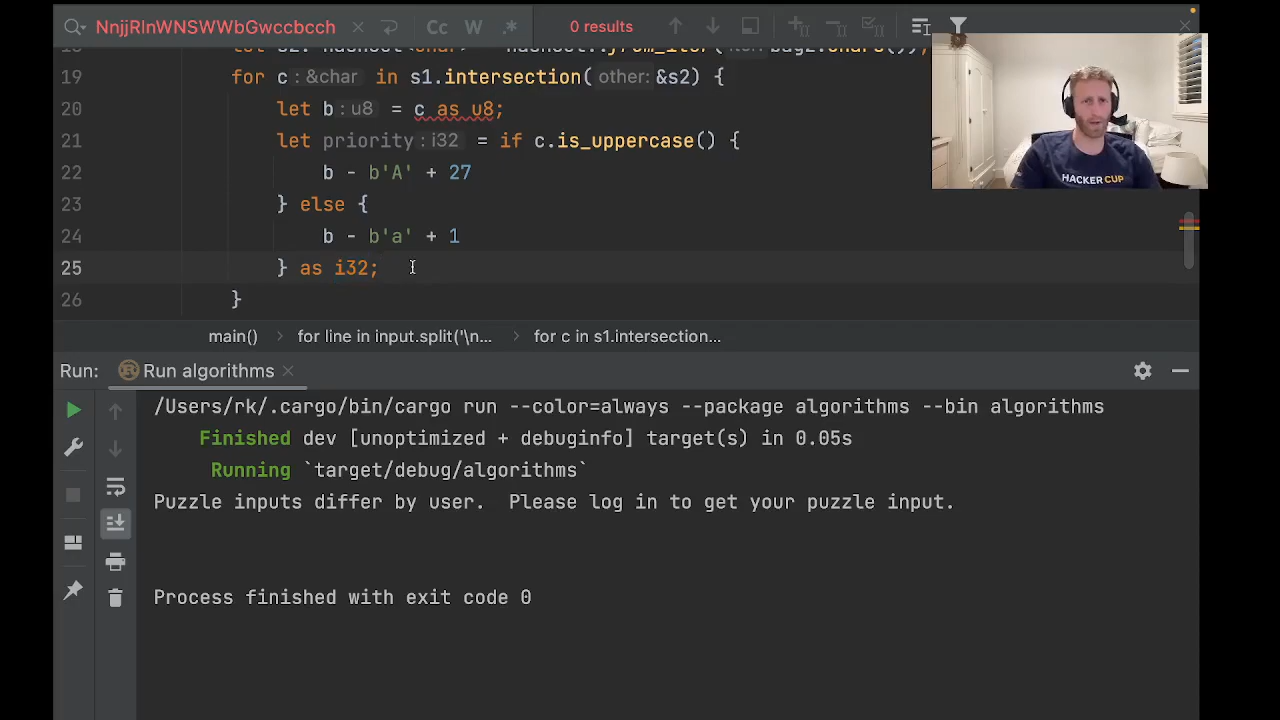 NnjjRlnWNSWWbGwccbcch
Cc W .* 0 results
19 for c : &char in s1.intersection( other: &s2) {
20 let b : u8 = c as u8;
21 let priority : i32 = if c.is_uppercase() {
22 b - b'A' + 27
23 } else {
24 b - b'a' + 1
25 } as i32;
26 }
HACKER CUP
main() › for line in input.split('\n... › for c in s1.intersection...
Run: Run algorithms
/Users/rk/.cargo/bin/cargo run --color=always --package algorithms --bin algorithms
Finished dev [unoptimized + debuginfo] target(s) in 0.05s
Running `target/debug/algorithms`
Puzzle inputs differ by user.  Please log in to get your puzzle input.
Process finished with exit code 0